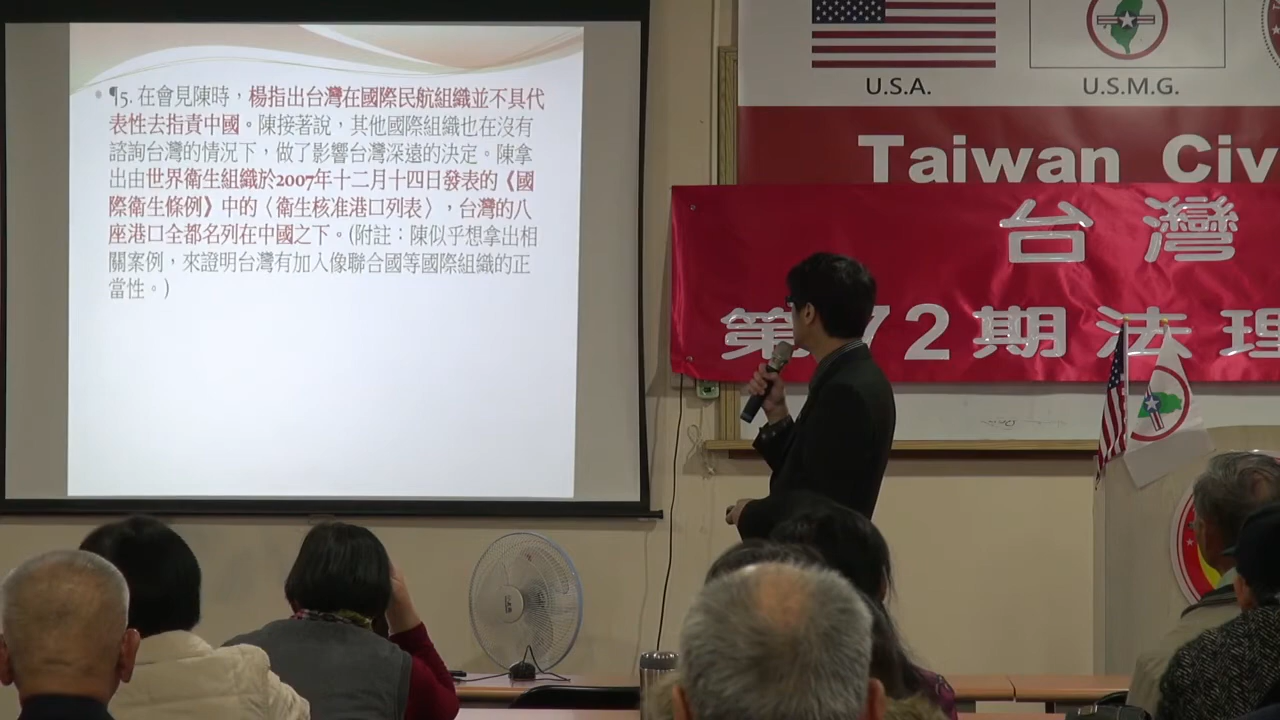 ¶5. 在會見陳時，楊指出台灣在國際民航組織並不具代
表性去指責中國。陳接著說，其他國際組織也在沒有
諮詢台灣的情況下，做了影響台灣深遠的決定。陳拿
出由世界衛生組織於2007年十二月十四日發表的《國
際衛生條例》中的〈衛生核准港口列表〉，台灣的八
座港口全都名列在中國之下。(附註：陳似乎想拿出相
關案例，來證明台灣有加入像聯合國等國際組織的正
當性。)
U.S.A.
U.S.M.G.
Taiwan Civ
台灣
第72期法理